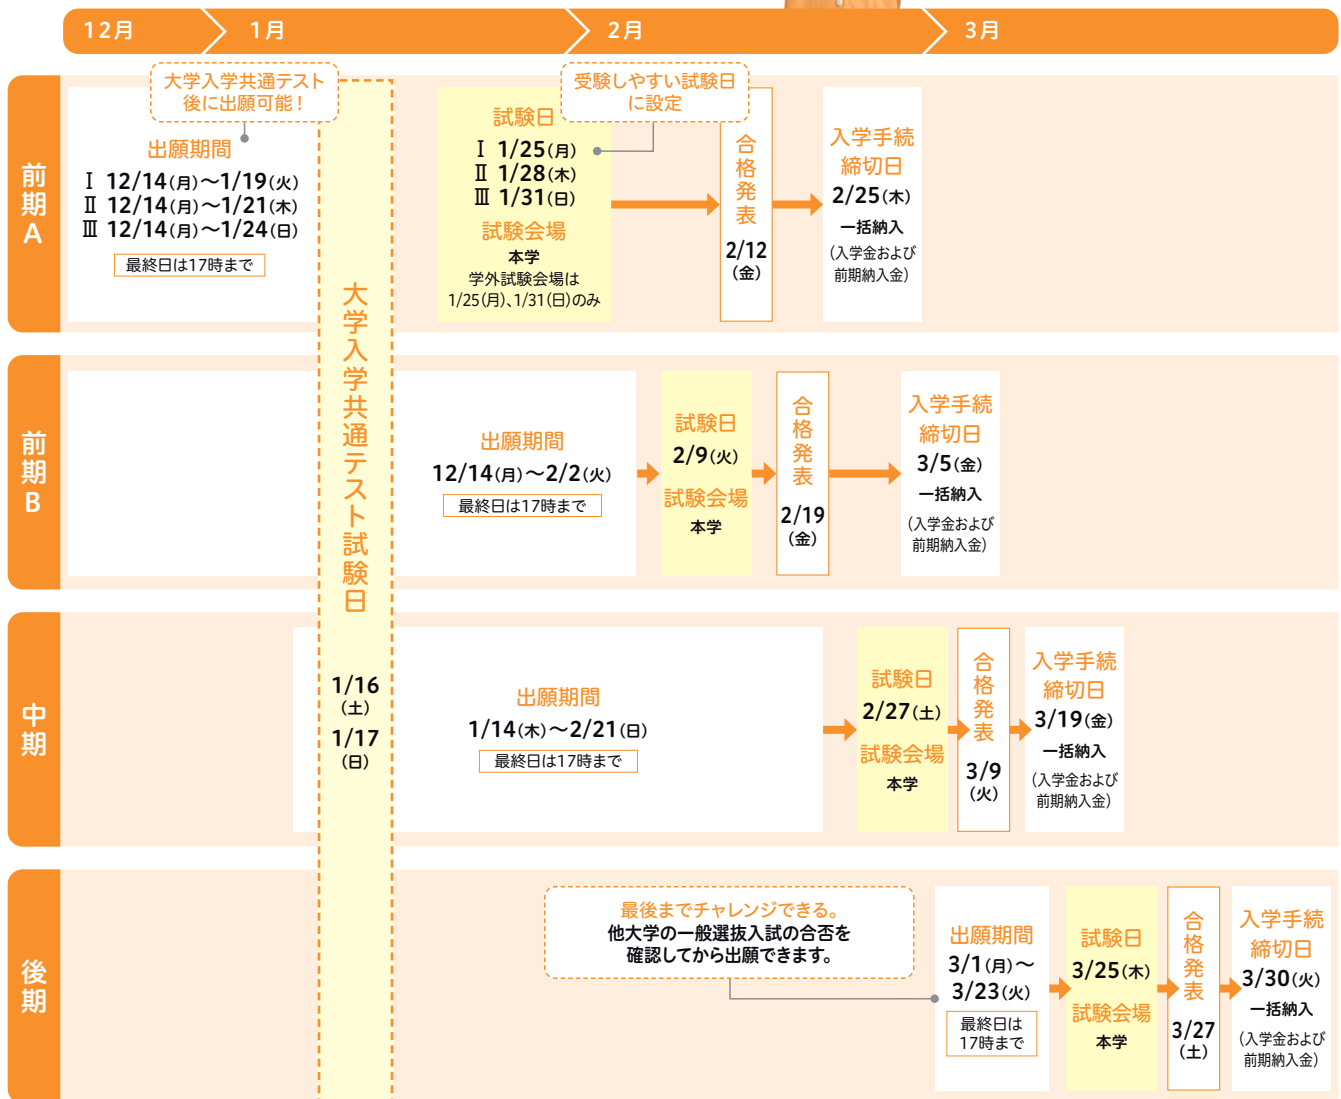 12月
1月
2月
3月
前期A
大学入学共通テスト
後に出願可能！
出願期間
Ⅰ 12/14(月)～1/19(火)
Ⅱ 12/14(月)～1/21(木)
Ⅲ 12/14(月)～1/24(日)
最終日は17時まで
受験しやすい試験日
に設定
試験日
Ⅰ 1/25(月)
Ⅱ 1/28(木)
Ⅲ 1/31(日)
試験会場
本学
学外試験会場は
1/25(月)、1/31(日)のみ
合格発表
2/12
(金)
入学手続
締切日
2/25(木)
一括納入
(入学金および
前期納入金)
大学入学共通テスト試験日
1/16
(土)
1/17
(日)
前期B
出願期間
12/14(月)～2/2(火)
最終日は17時まで
試験日
2/9(火)
試験会場
本学
合格発表
2/19
(金)
入学手続
締切日
3/5(金)
一括納入
(入学金および
前期納入金)
中期
出願期間
1/14(木)～2/21(日)
最終日は17時まで
試験日
2/27(土)
試験会場
本学
合格発表
3/9
(火)
入学手続
締切日
3/19(金)
一括納入
(入学金および
前期納入金)
後期
最後までチャレンジできる。
他大学の一般選抜入試の合否を
確認してから出願できます。
出願期間
3/1(月)～
3/23(火)
最終日は
17時まで
試験日
3/25(木)
試験会場
本学
合格発表
3/27
(土)
入学手続
締切日
3/30(火)
一括納入
(入学金および
前期納入金)